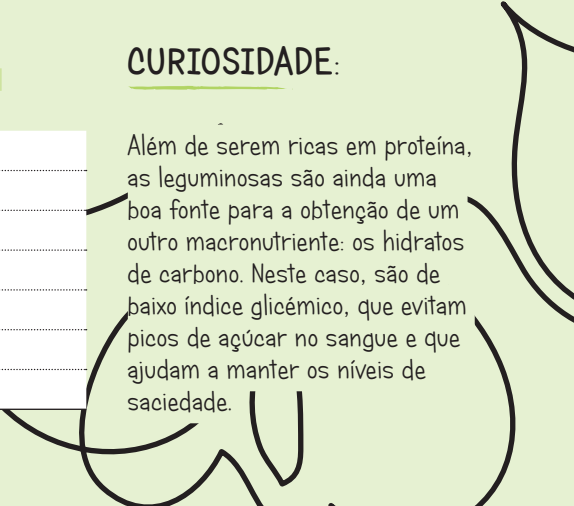 CURIOSIDADE:
Além de serem ricas em proteína,
as leguminosas são ainda uma
boa fonte para a obtenção de um
outro macronutriente: os hidratos
de carbono. Neste caso, são de
baixo índice glicémico, que evitam
picos de açúcar no sangue e que
ajudam a manter os níveis de
saciedade.